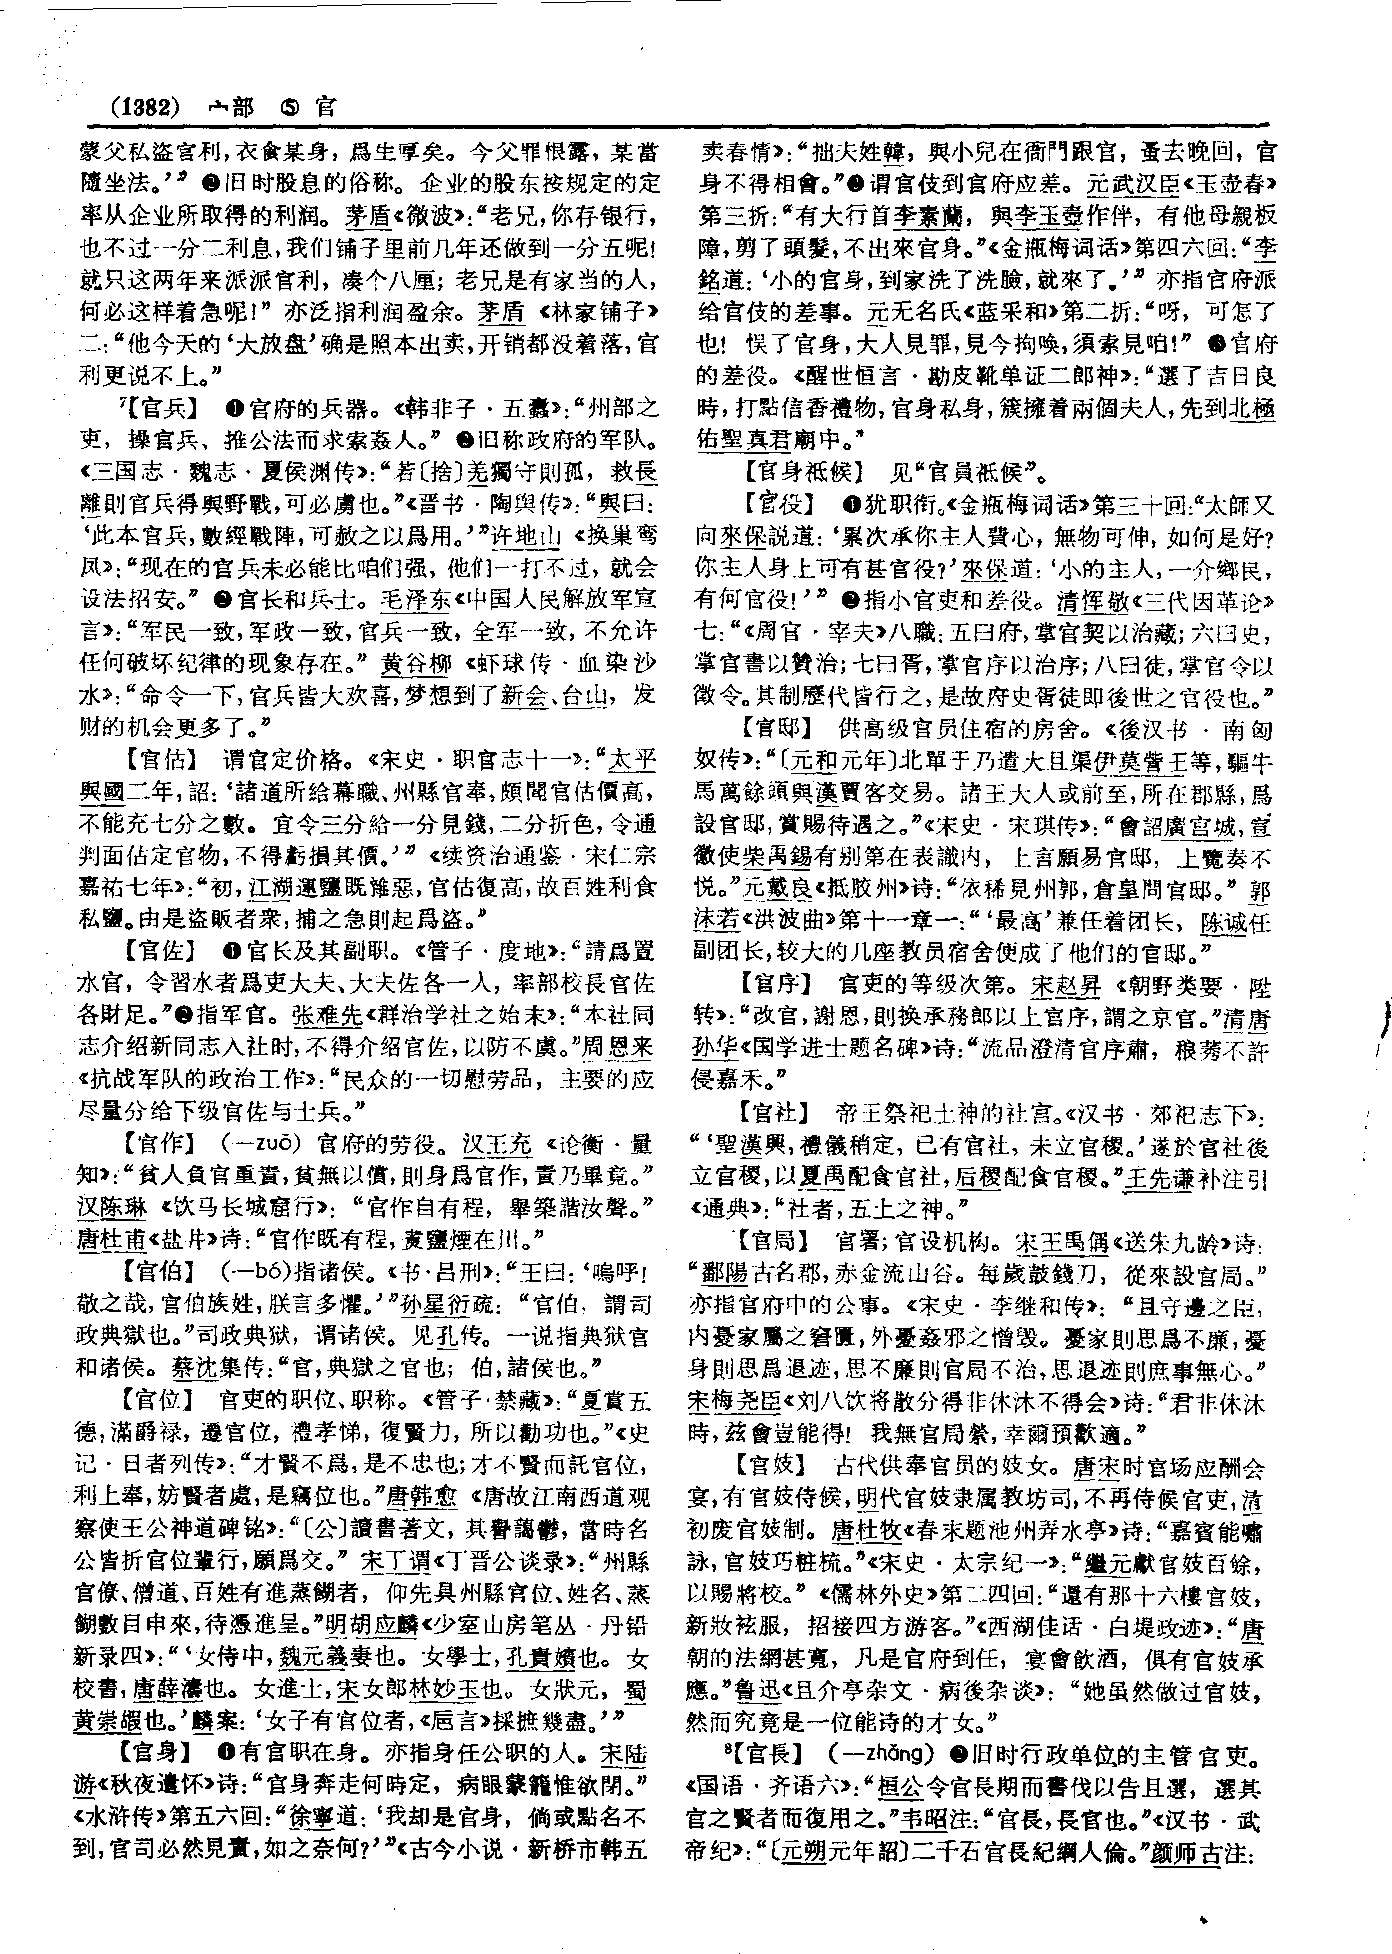 (1382) 宀部 ⑤ 官
蒙父私盜官利，衣食某身，爲生厚矣。今父罪根露，某當
隨坐法。’” ❷旧时股息的俗称。企业的股东按规定的定
率从企业所取得的利润。茅盾《微波》：“老兄，你存银行，
也不过一分二利息，我们铺子里前几年还做到一分五呢！
就只这两年来派派官利，凑个八厘；老兄是有家当的人，
何必这样着急呢！”亦泛指利润盈余。茅盾《林家铺子》
二：“他今天的‘大放盘’确是照本出卖，开销都没着落，官
利更说不上。”
⁷【官兵】 ❶官府的兵器。《韩非子·五蠹》：“州部之
吏，操官兵、推公法而求索姦人。” ❷旧称政府的军队。
《三国志·魏志·夏侯渊传》：“若〔捨〕羌獨守則孤，救長
離則官兵得與野戰，可必虜也。”《晋书·陶舆传》：“輿曰：
‘此本官兵，數經戰陣，可赦之以爲用。’”许地山《换巢鸾
凤》：“现在的官兵未必能比咱们强，他们一打不过，就会
设法招安。” ❸官长和兵士。毛泽东《中国人民解放军宣
言》：“军民一致，军政一致，官兵一致，全军一致，不允许
任何破坏纪律的现象存在。”黄谷柳《虾球传·血染沙
水》：“命令一下，官兵皆大欢喜，梦想到了新会、台山，发
财的机会更多了。”
【官估】 谓官定价格。《宋史·职官志十一》：“太平
興國二年，詔：‘諸道所给幕職、州縣官奉，頗聞官估價高，
不能充七分之數。宜令三分給一分見錢，二分折色，令通
判面估定官物，不得虧損其價。’”《续资治通鉴·宋仁宗
嘉祐七年》：“初，江湖運鹽既雜惡，官估復高，故百姓利食
私鹽。由是盗販者衆，捕之急則起爲盜。”
【官佐】 ❶官长及其副职。《管子·度地》：“請爲置
水官，令習水者爲吏大夫、大夫佐各一人，率部校長官佐
各財足。”❷指军官。张难先《群治学社之始末》：“本社同
志介绍新同志入社时，不得介绍官佐，以防不虞。”周恩来
《抗战军队的政治工作》：“民众的一切慰劳品，主要的应
尽量分给下级官佐与士兵。”
【官作】 （—zuō）官府的劳役。汉王充《论衡·量
知》：“貧人負官重責，貧無以償，則身爲官作，責乃畢竟。”
汉陈琳《饮马长城窟行》：“官作自有程，舉築諧汝聲。”
唐杜甫《盐井》诗：“官作既有程，煑鹽煙在川。”
【官伯】 （—bó）指诸侯。《书·吕刑》：“王曰：‘嗚呼！
敬之哉，官伯族姓，朕言多懼。’”孙星衍疏：“官伯，謂司
政典獄也。”司政典獄，谓诸侯。见孔传。一说指典狱官
和诸侯。蔡沈集传：“官，典獄之官也；伯，諸侯也。”
【官位】 官吏的职位、职称。《管子·禁藏》：“夏賞五
德，滿爵禄，遷官位，禮孝悌，復賢力，所以勸功也。”《史
记·日者列传》：“才賢不爲，是不忠也；才不賢而託官位，
利上奉，妨賢者處，是竊位也。”唐韩愈《唐故江南西道观
察使王公神道碑铭》：“〔公〕讀書著文，其譽藹鬱，當時名
公皆折官位輩行，願爲交。”宋丁谓《丁晋公谈录》：“州縣
官僚、僧道、百姓有進蒸餬者，仰先具州縣官位、姓名、蒸
餬數目申來，待憑進呈。”明胡应麟《少室山房笔丛·丹铅
新录四》：“‘女侍中，魏元義妻也。女學士，孔貴嬪也。女
校書，唐薛濤也。女進士，宋女郎林妙玉也。女狀元，蜀
黄崇嘏也。’麟案：‘女子有官位者，《巵言》採摭幾盡。’”
【官身】 ❶有官职在身。亦指身任公职的人。宋陆
游《秋夜遣怀》诗：“官身奔走何時定，病眼蒙籠惟欲閉。”
《水浒传》第五六回：“徐寧道：‘我却是官身，倘或點名不
到，官司必然見責，如之奈何？’”《古今小说·新桥市韩五
卖春情》：“拙夫姓韓，與小兒在衙門跟官，蚤去晚回，官
身不得相會。”❷谓官伎到官府应差。元武汉臣《玉壶春》
第三折：“有大行首李素蘭，與李玉壺作伴，有他母親板
障，剪了頭髮，不出來官身。”《金瓶梅词话》第四六回：“李
銘道：‘小的官身，到家洗了洗臉，就來了。’”亦指官府派
给官伎的差事。元无名氏《蓝采和》第二折：“呀，可怎了
也！悮了官身，大人見罪，見今拘唤，須索見咱！” ❸官府
的差役。《醒世恒言·勘皮靴单证二郎神》：“選了吉日良
時，打點信香禮物，官身私身，簇擁着兩個夫人，先到北極
佑聖真君廟中。”
【官身祗候】 见“官員祗候”。
【官役】 ❶犹职衔。《金瓶梅词话》第三十回：“太師又
向來保説道：‘累次承你主人費心，無物可伸，如何是好？
你主人身上可有甚官役？’來保道：‘小的主人，一介鄉民，
有何官役！’” ❷指小官吏和差役。清恽敬《三代因革论》
七：“《周官·宰夫》八職：五曰府，掌官契以治藏；六曰史，
掌官書以贊治；七曰胥，掌官序以治序；八曰徒，掌官令以
徵令。其制歷代皆行之，是故府史胥徒即後世之官役也。”
【官邸】 供高级官员住宿的房舍。《後汉书·南匈
奴传》：“〔元和元年〕北單于乃遣大且渠伊莫訾王等，驅牛
馬萬餘頭與漢賈客交易。諸王大人或前至，所在郡縣，爲
設官邸，賞賜待遇之。”《宋史·宋琪传》：“會詔廣宫城，宣
徽使柴禹錫有别第在表識内，上言願易官邸，上覽奏不
悦。”元戴良《抵胶州》诗：“依稀見州郭，倉皇問官邸。”郭
沫若《洪波曲》第十一章一：“‘最高’兼任着团长，陈诚任
副团长，较大的几座教员宿舍便成了他们的官邸。”
【官序】 官吏的等级次第。宋赵昇《朝野类要·陞
转》：“改官，謝恩，則换承務郎以上官序，謂之京官。”清唐
孙华《国学进士题名碑》诗：“流品澄清官序肅，稂莠不許
侵嘉禾。”
【官社】 帝王祭祀土神的社宫。《汉书·郊祀志下》：
“‘聖漢興，禮儀稍定，已有官社，未立官稷。’遂於官社後
立官稷，以夏禹配食官社，后稷配食官稷。”王先谦补注引
《通典》：“社者，五土之神。”
【官局】 官署；官设机构。宋王禹偁《送朱九龄》诗：
“鄱陽古名郡，赤金流山谷。每歲鼓錢刀，從來設官局。”
亦指官府中的公事。《宋史·李继和传》：“且守邊之臣，
内憂家屬之窘匱，外憂姦邪之憎毁。憂家則思爲不廉，憂
身則思爲退迹，思不廉則官局不治，思退迹則庶事無心。”
宋梅尧臣《刘八饮将散分得非休沐不得会》诗：“君非休沐
時，兹會豈能得！我無官局縈，幸爾預歡適。”
【官妓】 古代供奉官员的妓女。唐宋时官场应酬会
宴，有官妓侍候，明代官妓隶属教坊司，不再侍候官吏，清
初废官妓制。唐杜牧《春末题池州弄水亭》诗：“嘉賓能嘯
詠，官妓巧粧梳。”《宋史·太宗纪一》：“繼元獻官妓百餘，
以賜將校。”《儒林外史》第二四回：“還有那十六樓官妓，
新妝袨服，招接四方游客。”《西湖佳话·白堤政迹》：“唐
朝的法網甚寬，凡是官府到任，宴會飲酒，俱有官妓承
應。”鲁迅《且介亭杂文·病後杂谈》：“她虽然做过官妓，
然而究竟是一位能诗的才女。”
⁸【官長】 （—zhǎng）❷旧时行政单位的主管官吏。
《国语·齐语六》：“桓公令官長期而書伐以告且選，選其
官之賢者而復用之。”韦昭注：“官長，長官也。”《汉书·武
帝纪》：“〔元朔元年詔〕二千石官長紀綱人倫。”颜师古注：